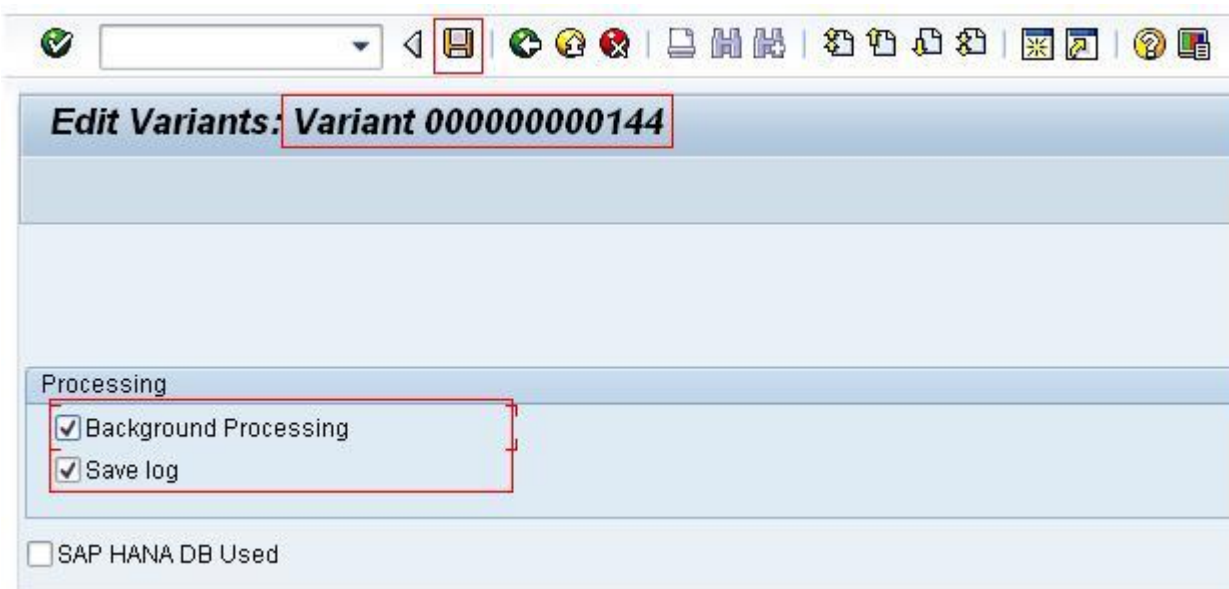 Edit Variants: Variant 000000000144
Processing
Background Processing
Save log
SAP HANA DB Used